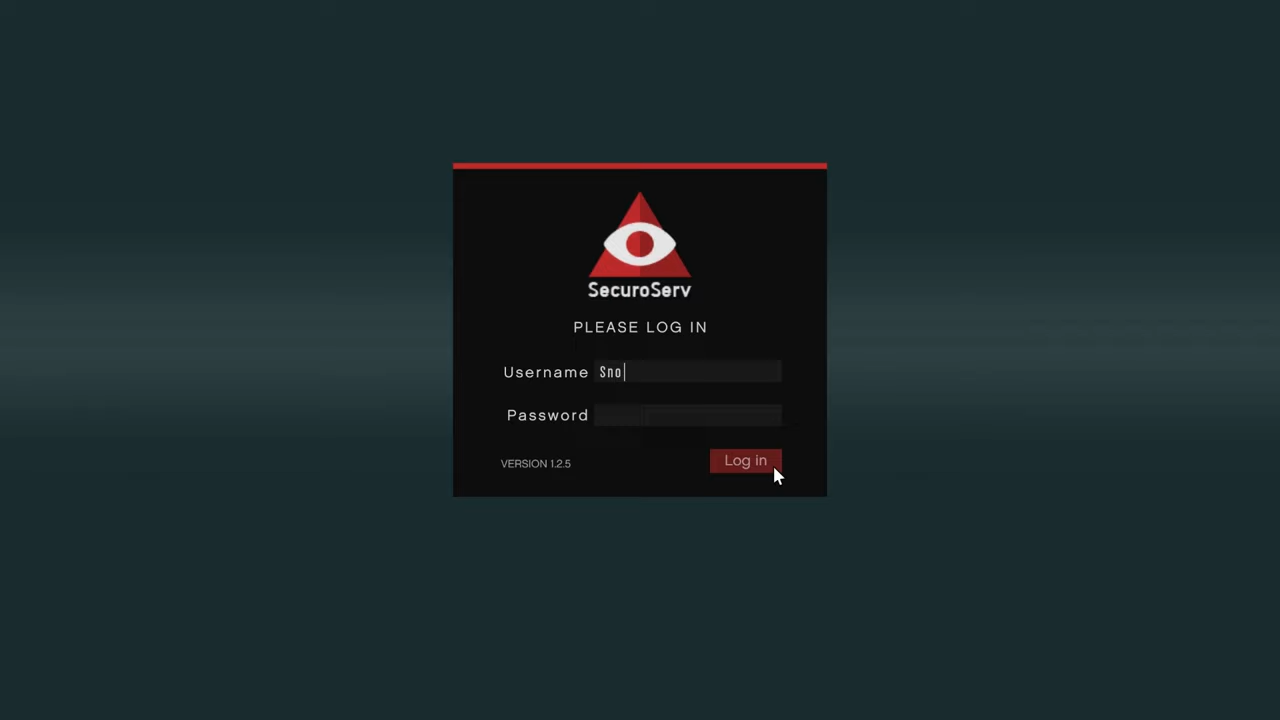 SecuroServ
PLEASE LOG IN
Username Sno
Password
VERSION 1.2.5 Log in